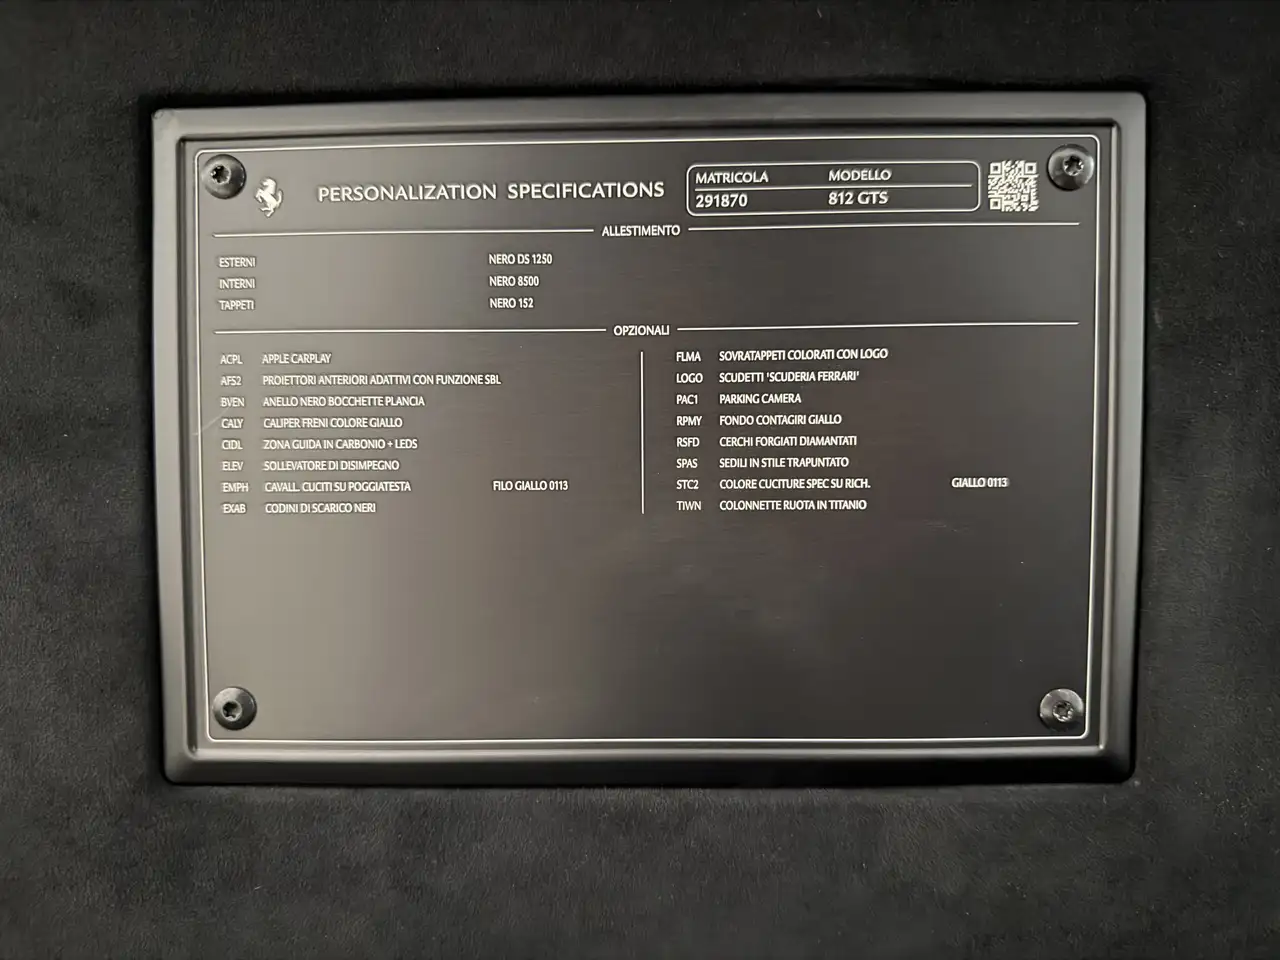 PERSONALIZATION SPECIFICATIONS
MATRICOLA MODELLO
291870 812 GTS
ALLESTIMENTO
ESTERNI NERO DS 1250
INTERNI NERO 8500
TAPPETI NERO 152
OPZIONALI
ACPL APPLE CARPLAY
AFS2 PROIETTORI ANTERIORI ADATTIVI CON FUNZIONE SBL
BVEN ANELLO NERO BOCCHETTE PLANCIA
CALY CALIPER FRENI COLORE GIALLO
CIDL ZONA GUIDA IN CARBONIO + LEDS
ELEV SOLLEVATORE DI DISIMPEGNO
EMPH CAVALL. CUCITI SU POGGIATESTA FILO GIALLO 0113
EXAB CODINI DI SCARICO NERI
FLMA SOVRATAPPETI COLORATI CON LOGO
LOGO SCUDETTI 'SCUDERIA FERRARI'
PAC1 PARKING CAMERA
RPMY FONDO CONTAGIRI GIALLO
RSFD CERCHI FORGIATI DIAMANTATI
SPAS SEDILI IN STILE TRAPUNTATO
STC2 COLORE CUCITURE SPEC SU RICH. GIALLO 0113
TIWN COLONNETTE RUOTA IN TITANIO